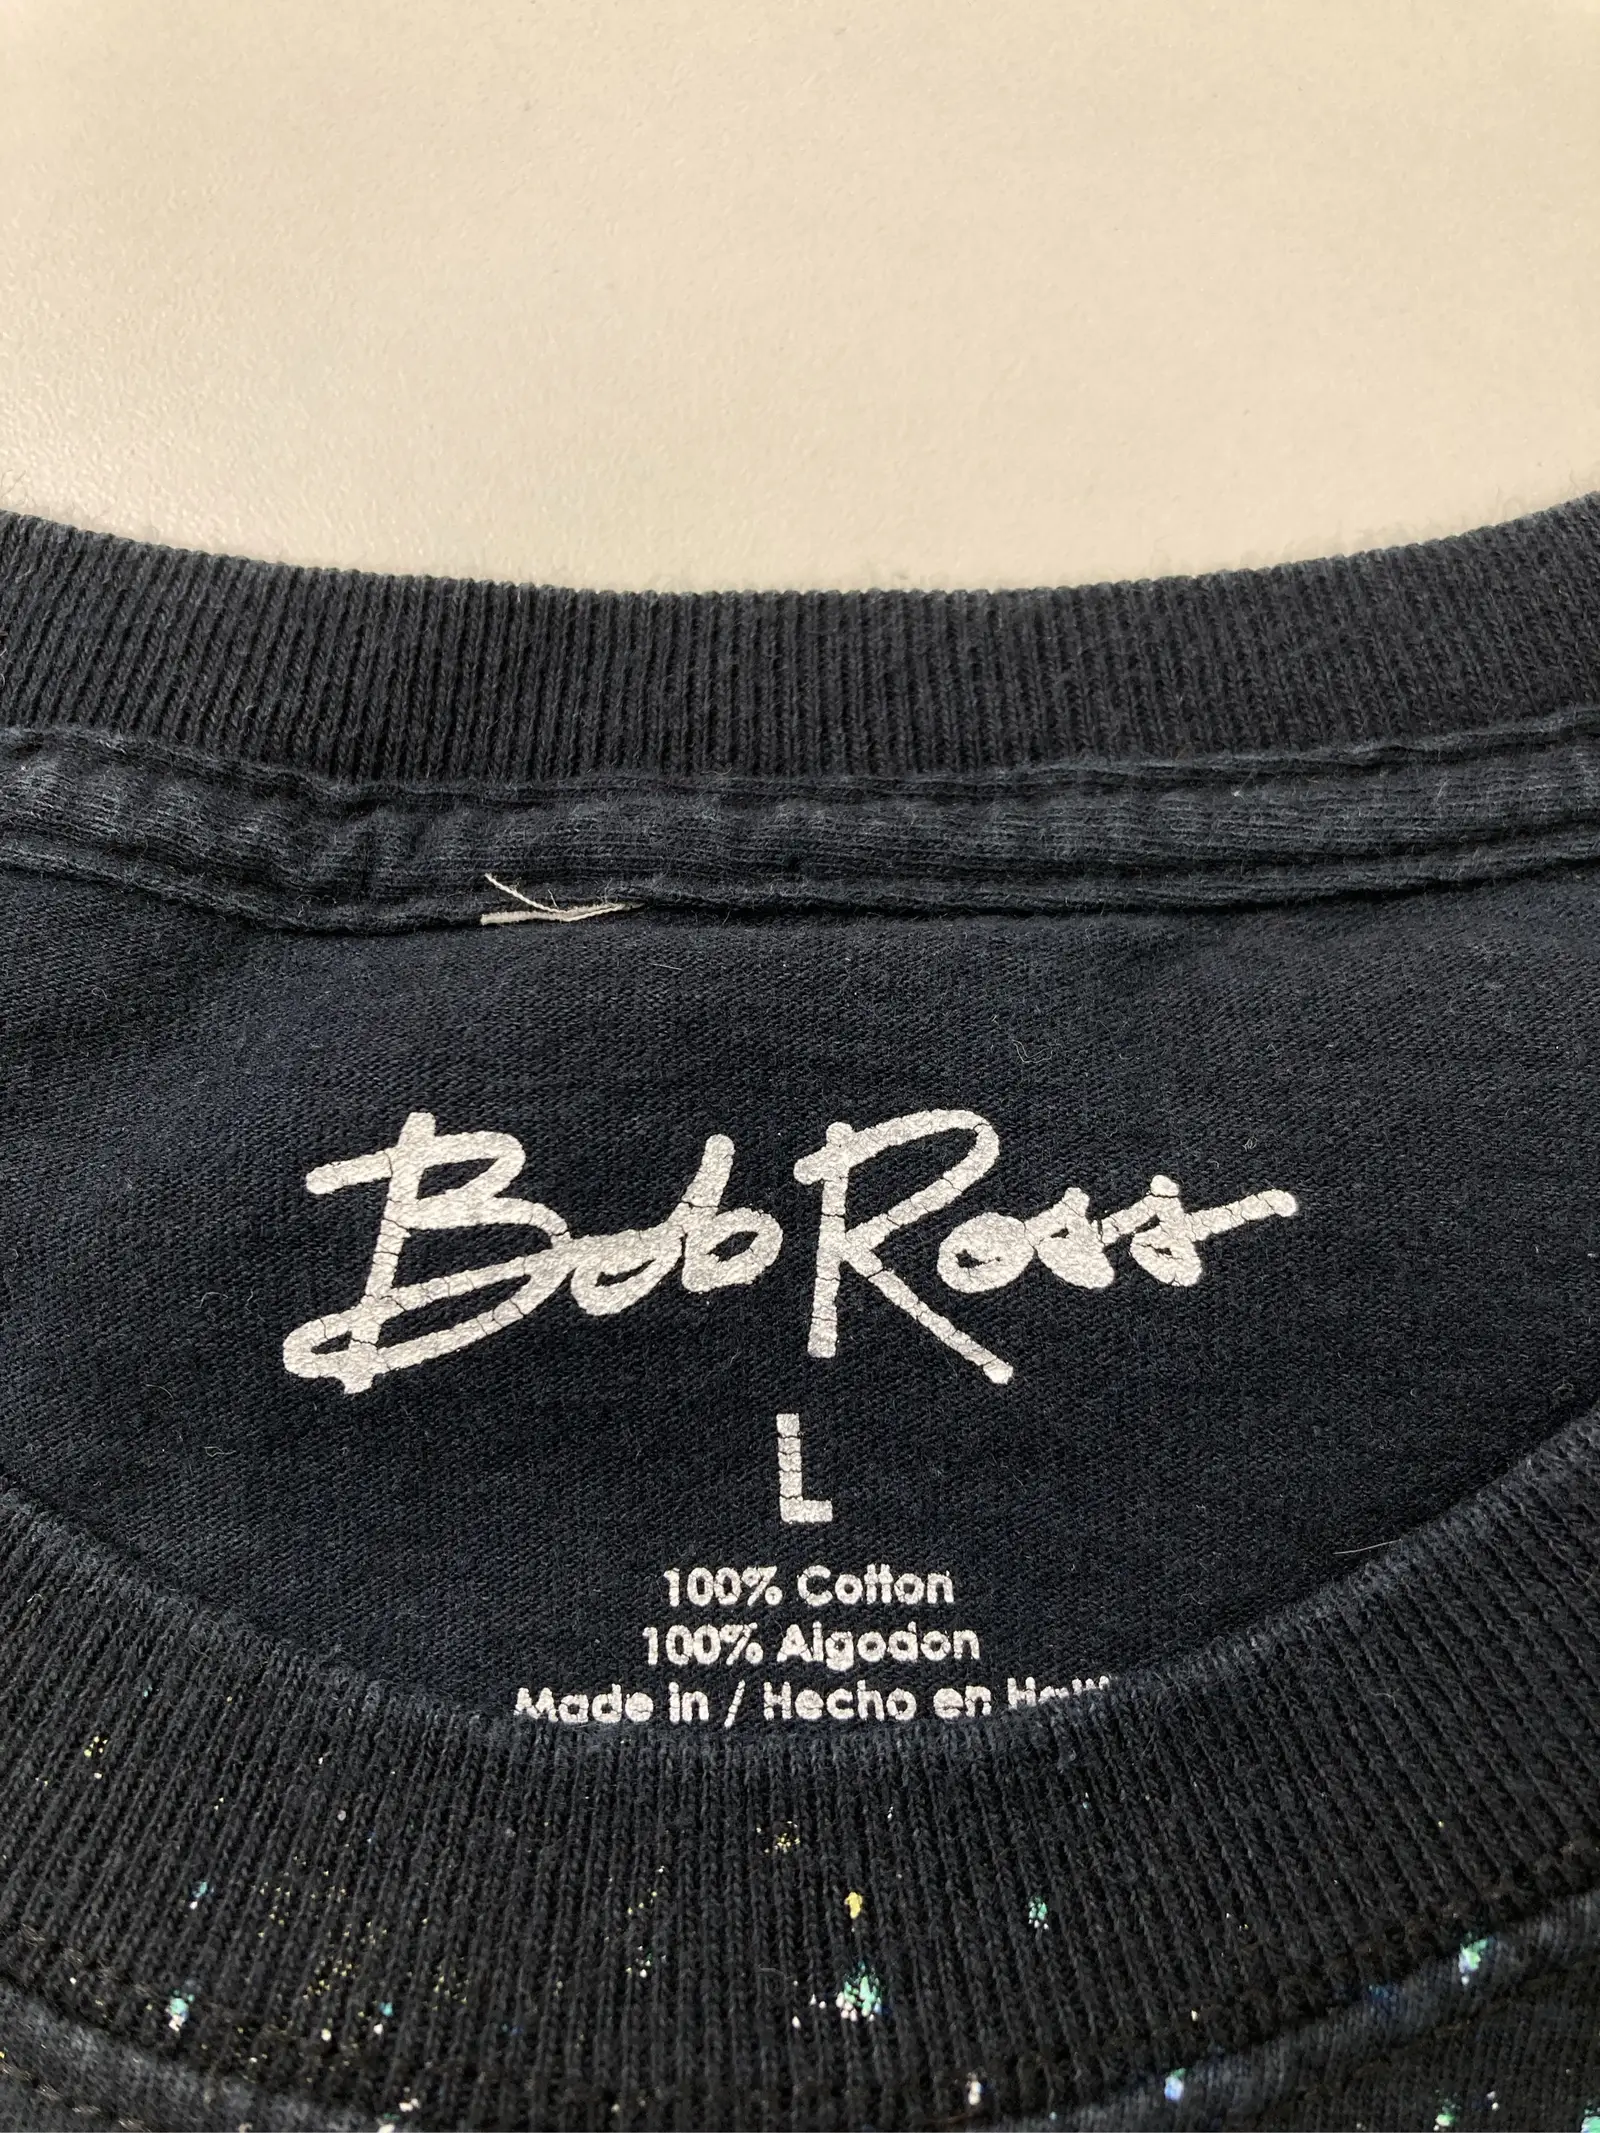 Bob Ross
L
100% Cotton
100% Algodon
Made in / Hecho en